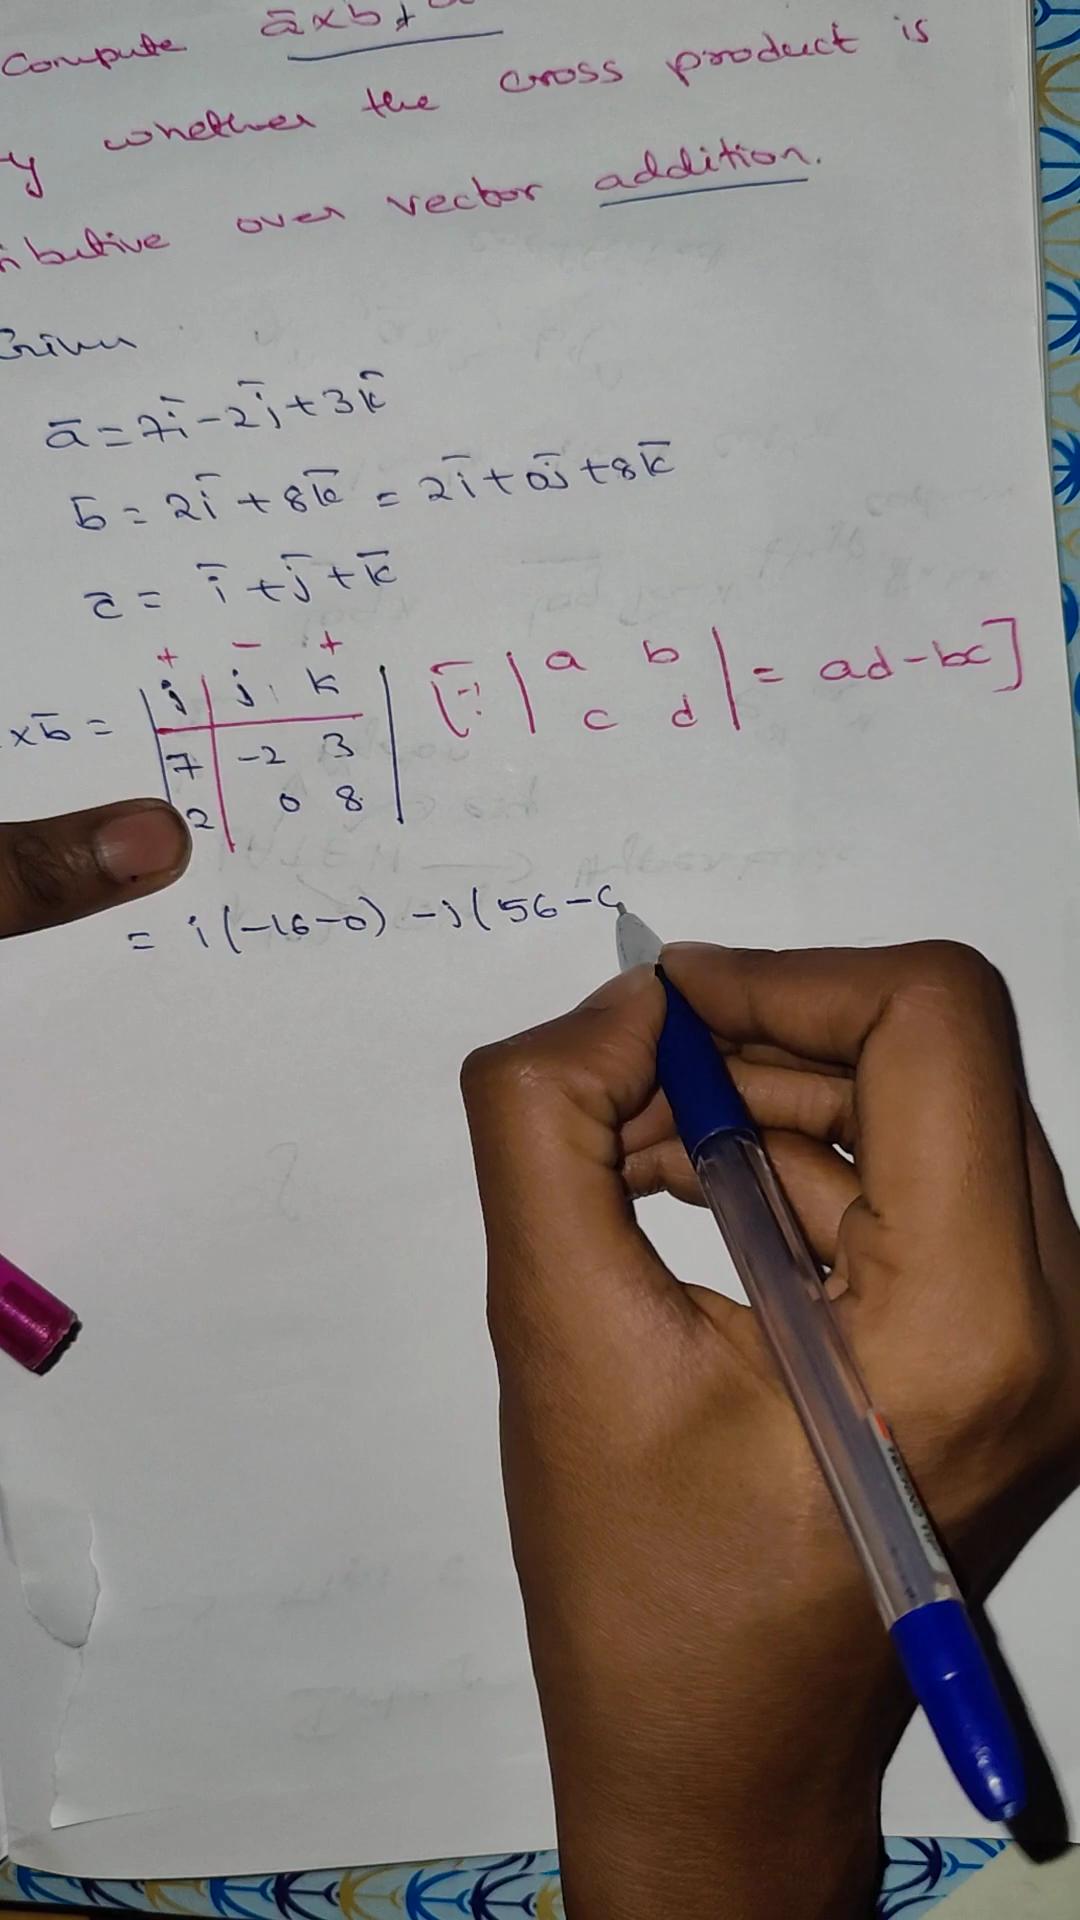 Compute a̅ x b̅ +
y whether the cross product is
ibutive over vector addition.
Given
a̅ = 7i̅ - 2j̅ + 3k̅
b̅ = 2i̅ + 8k̅ = 2i̅ + 0j̅ + 8k̅
c̅ = i̅ + j̅ + k̅
+ - +
x b̅ = | i j k | [∵ | a b | = ad - bc]
7 -2 3 c d
2 0 8
= i(-16-0) - j(56-